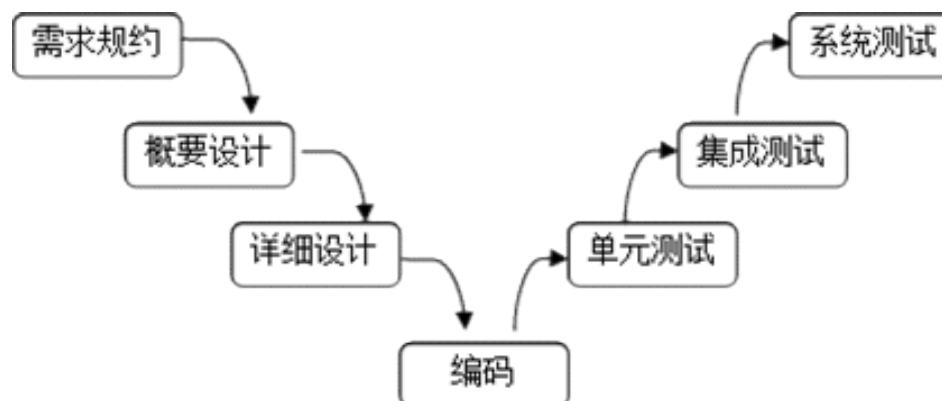 需求规约
系统测试
概要设计
集成测试
详细设计
单元测试
编码